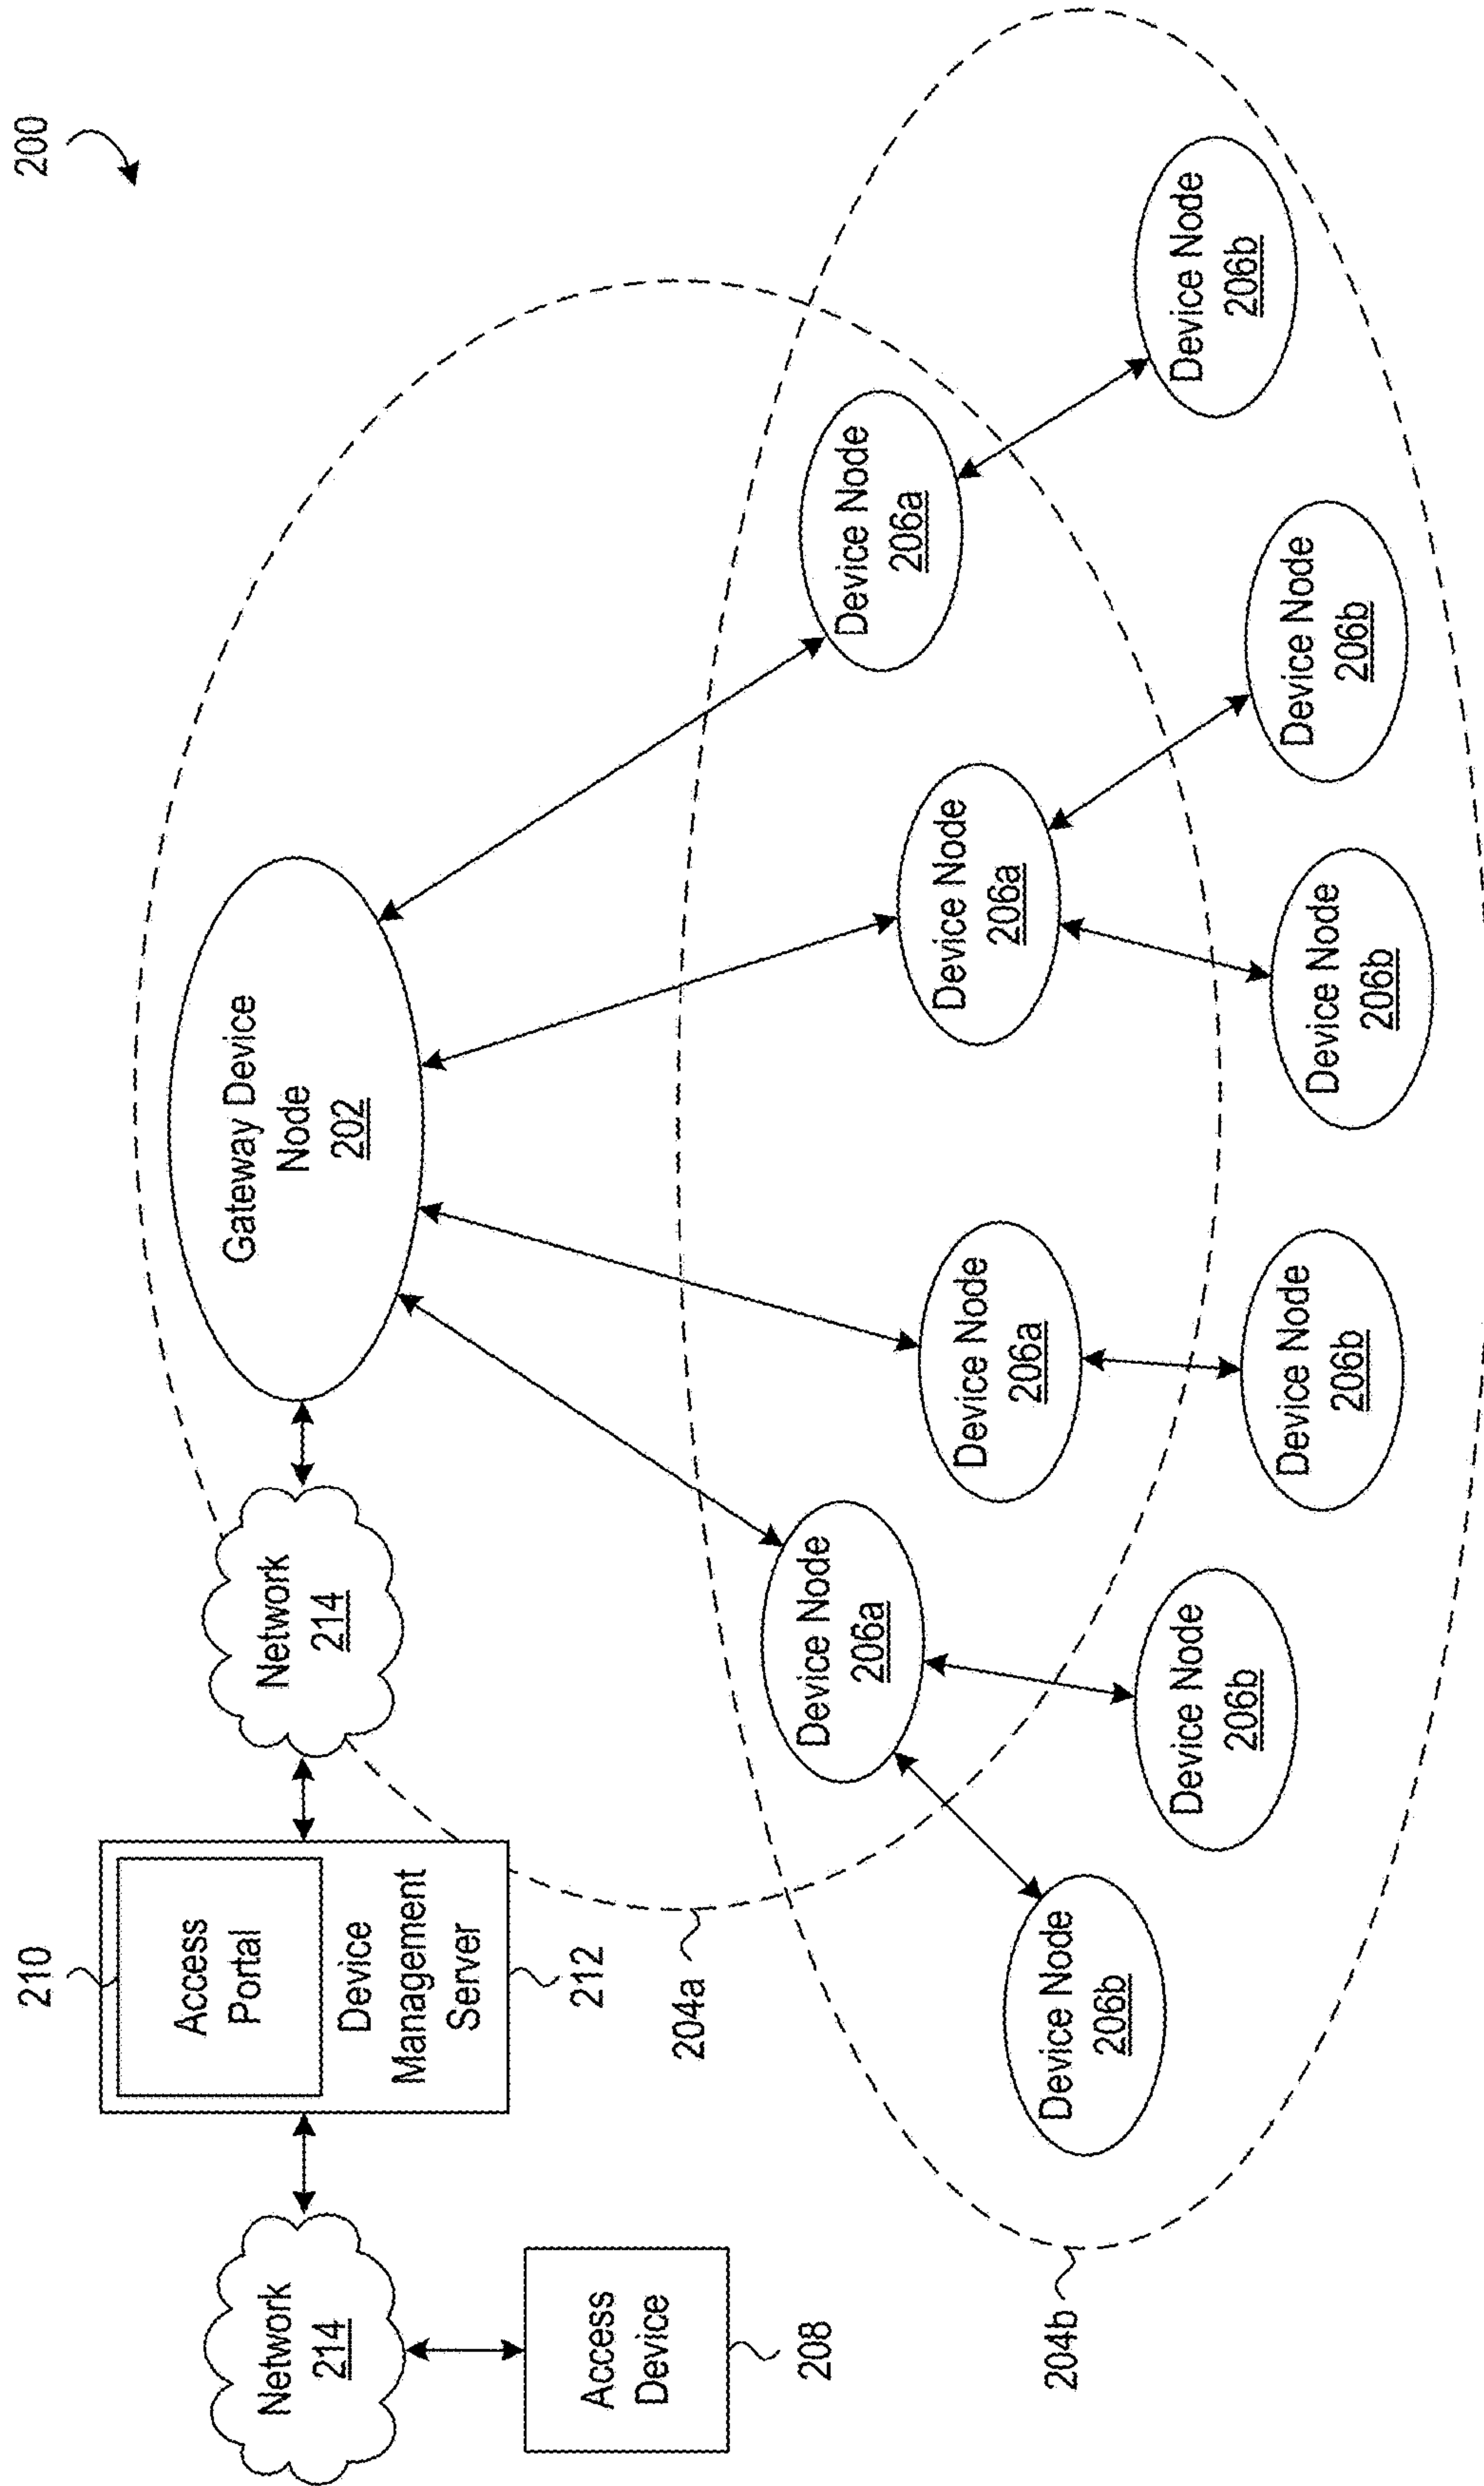 200
Gateway Device
Node
202
Network
214
210
Access
Portal
Device
Management
Server
212
Network
214
Access
Device
208
204a
204b
Device Node
206a
Device Node
206a
Device Node
206a
Device Node
206a
Device Node
206b
Device Node
206b
Device Node
206b
Device Node
206b
Device Node
206b
Device Node
206b